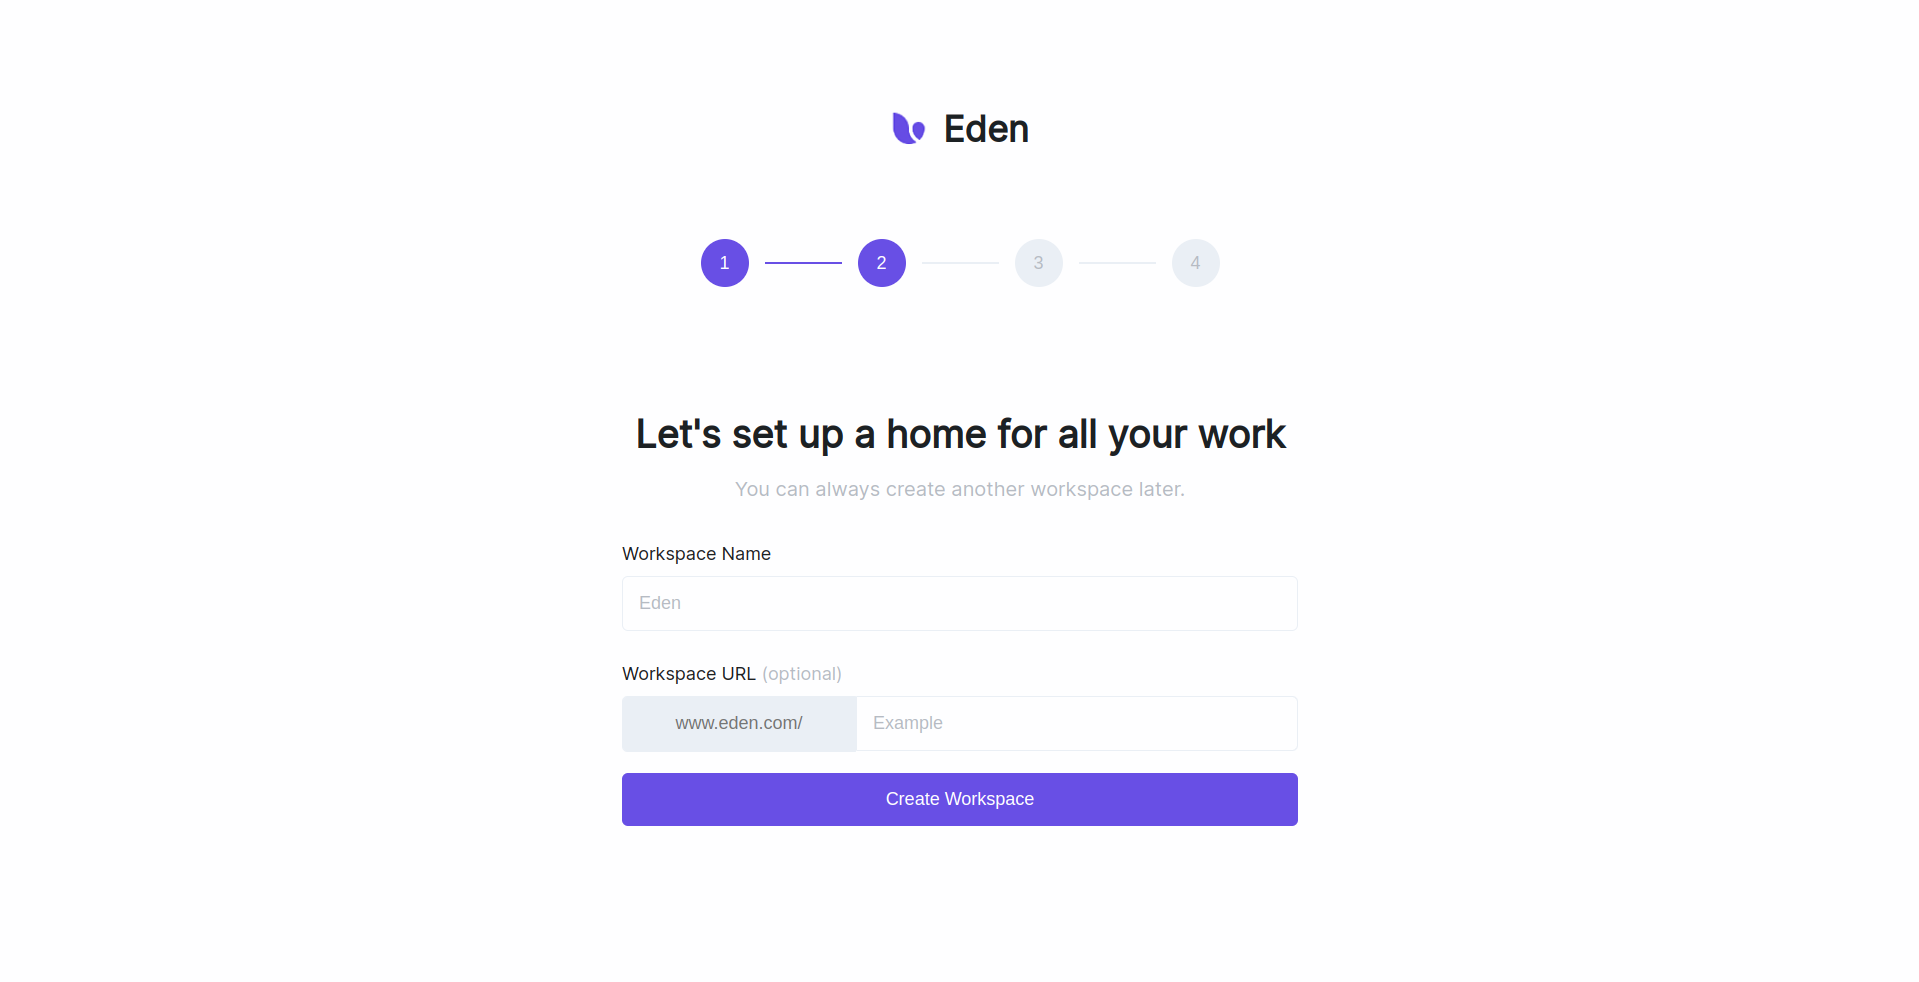 Eden
1 2 3 4
Let's set up a home for all your work
You can always create another workspace later.
Workspace Name
Eden
Workspace URL (optional)
www.eden.com/ Example
Create Workspace